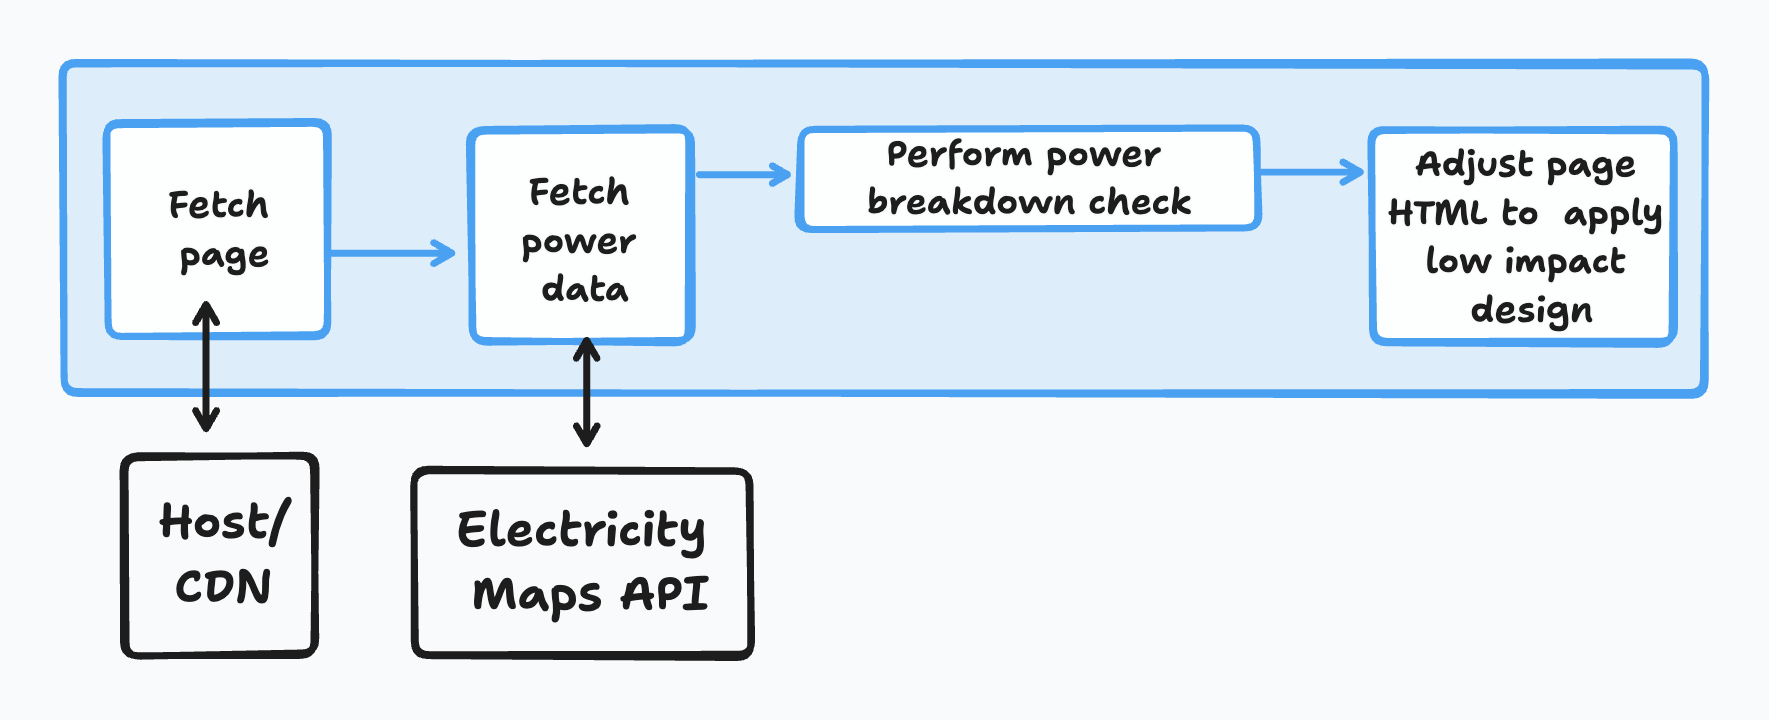 Fetch
page
Fetch
power
data
Perform power
breakdown check
Adjust page
HTML to apply
low impact
design
Host/
CDN
Electricity
Maps API